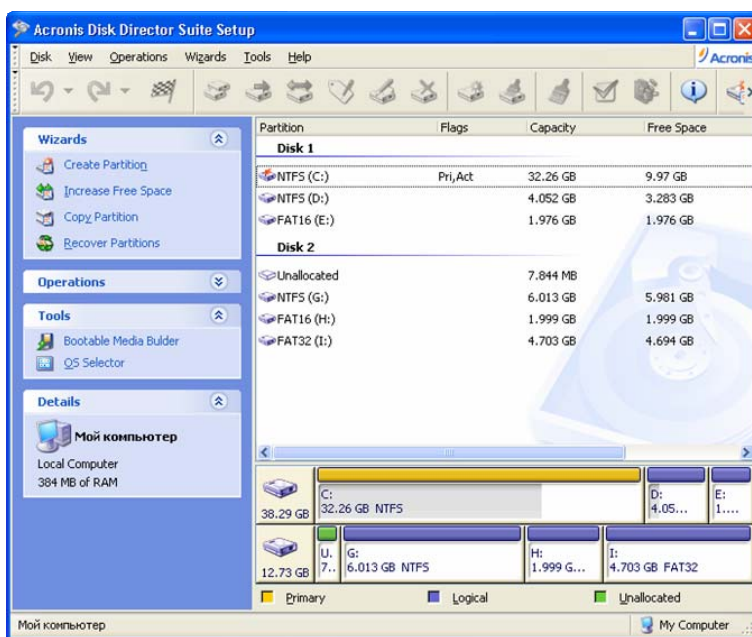 Acronis Disk Director Suite Setup
Disk View Operations Wizards Tools Help
Acronis
Wizards
Create Partition
Increase Free Space
Copy Partition
Recover Partitions
Operations
Tools
Bootable Media Builder
OS Selector
Details
Мой компьютер
Local Computer
384 MB of RAM
Partition Flags Capacity Free Space
Disk 1
NTFS (C:) Pri,Act 32.26 GB 9.97 GB
NTFS (D:) 4.052 GB 3.283 GB
FAT16 (E:) 1.976 GB 1.976 GB
Disk 2
Unallocated 7.844 MB
NTFS (G:) 6.013 GB 5.981 GB
FAT16 (H:) 1.999 GB 1.999 GB
FAT32 (I:) 4.703 GB 4.694 GB
38.29 GB
C:
32.26 GB NTFS
D:
4.05...
E:
1....
12.73 GB
U.
7..
G:
6.013 GB NTFS
H:
1.999 G...
I:
4.703 GB FAT32
Primary Logical Unallocated
Мой компьютер My Computer